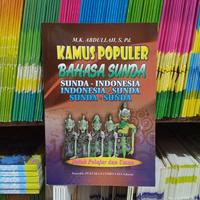 M.K. ABDULLAH, S. Pd.
KAMUS POPULER
BAHASA SUNDA
SUNDA - INDONESIA
INDONESIA - SUNDA
SUNDA - SUNDA
Untuk Pelajar dan Umum